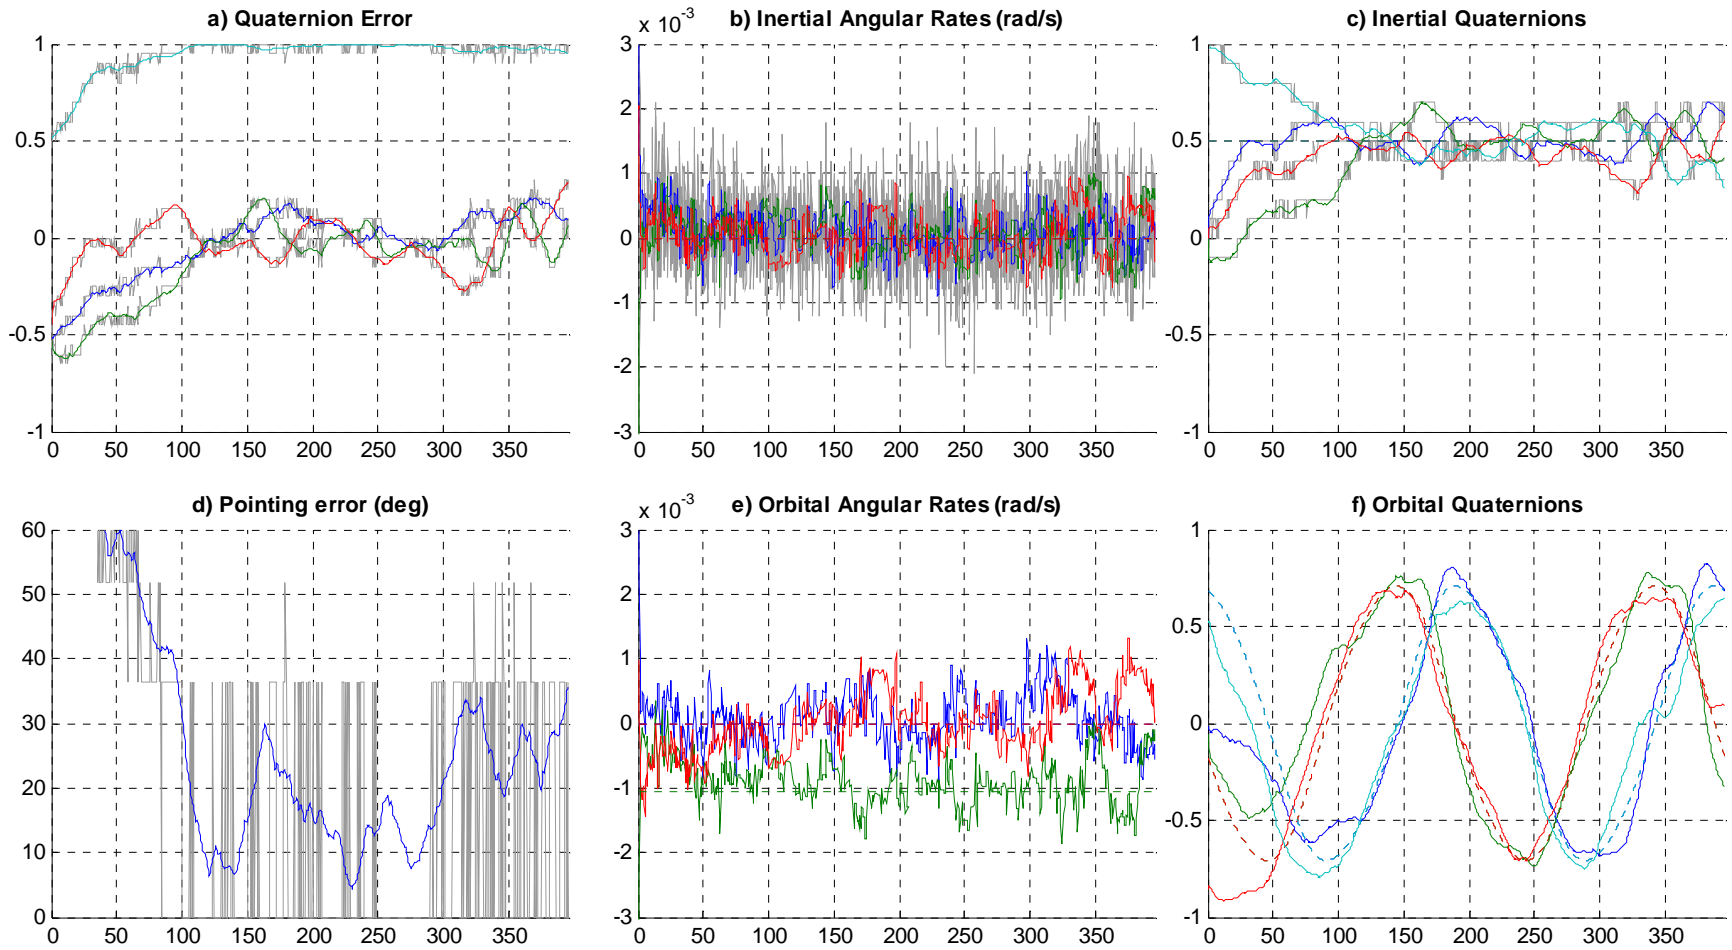 a) Quaternion Error
1
0.5
0
-0.5
-1
0 50 100 150 200 250 300 350
x 10-3
b) Inertial Angular Rates (rad/s)
3
2
1
0
-1
-2
-3
0 50 100 150 200 250 300 350
c) Inertial Quaternions
1
0.5
0
-0.5
-1
0 50 100 150 200 250 300 350
d) Pointing error (deg)
60
50
40
30
20
10
0
0 50 100 150 200 250 300 350
x 10-3
e) Orbital Angular Rates (rad/s)
3
2
1
0
-1
-2
-3
0 50 100 150 200 250 300 350
f) Orbital Quaternions
1
0.5
0
-0.5
-1
0 50 100 150 200 250 300 350